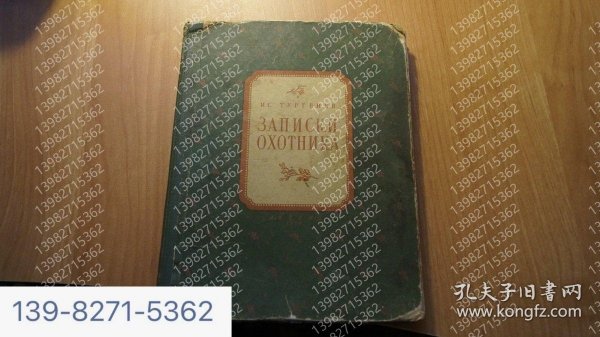 И.С. ТУРГЕНЕВ
ЗАПИСКИ
ОХОТНИКА
139-8271-5362
13982715362
孔夫子旧书网
www.kongfz.com